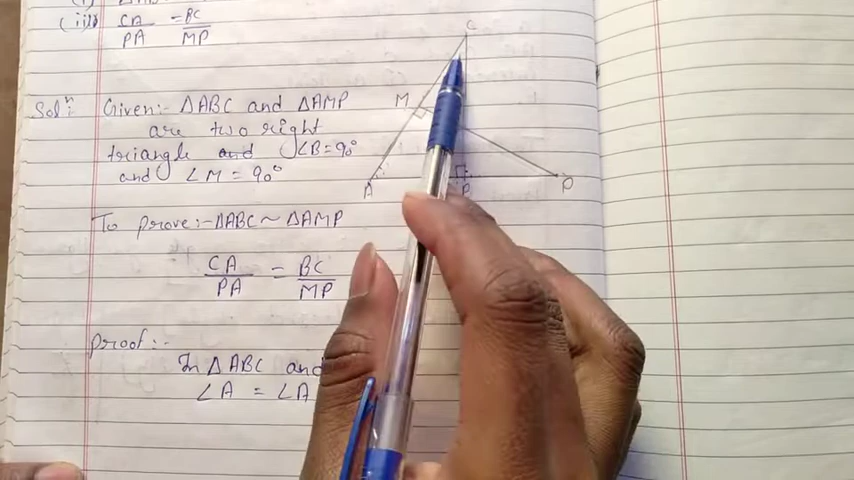 (ii) CA/PA = BC/MP
Solⁿ: Given:- ΔABC and ΔAMP
are two right
triangle and ∠B=90°
and ∠M = 90°
To prove:- ΔABC ~ ΔAMP
CA/PA = BC/MP
proof:-
In ΔABC and
∠A = ∠A
C
M
A
B
P